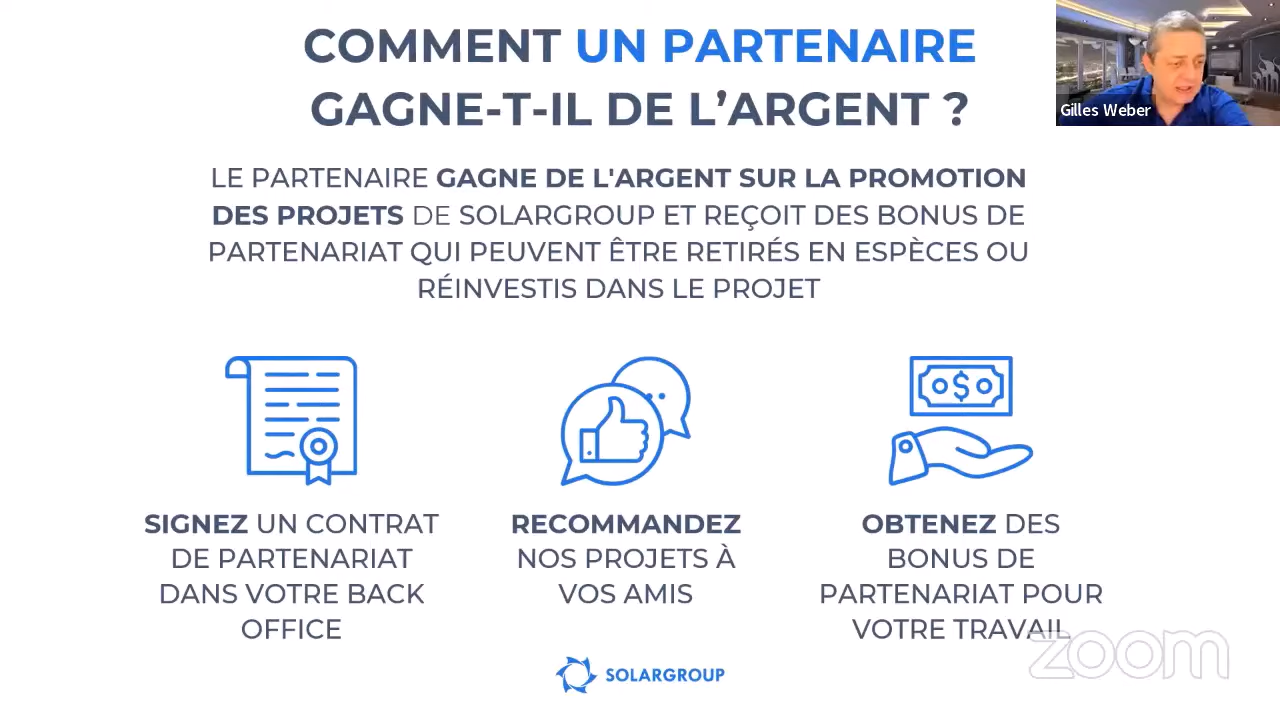 COMMENT UN PARTENAIRE
GAGNE-T-IL DE L’ARGENT ?
Gilles Weber
LE PARTENAIRE GAGNE DE L'ARGENT SUR LA PROMOTION
DES PROJETS DE SOLARGROUP ET REÇOIT DES BONUS DE
PARTENARIAT QUI PEUVENT ÊTRE RETIRÉS EN ESPÈCES OU
RÉINVESTIS DANS LE PROJET
SIGNEZ UN CONTRAT
DE PARTENARIAT
DANS VOTRE BACK
OFFICE
RECOMMANDEZ
NOS PROJETS À
VOS AMIS
OBTENEZ DES
BONUS DE
PARTENARIAT POUR
VOTRE TRAVAIL
zoom
SOLARGROUP